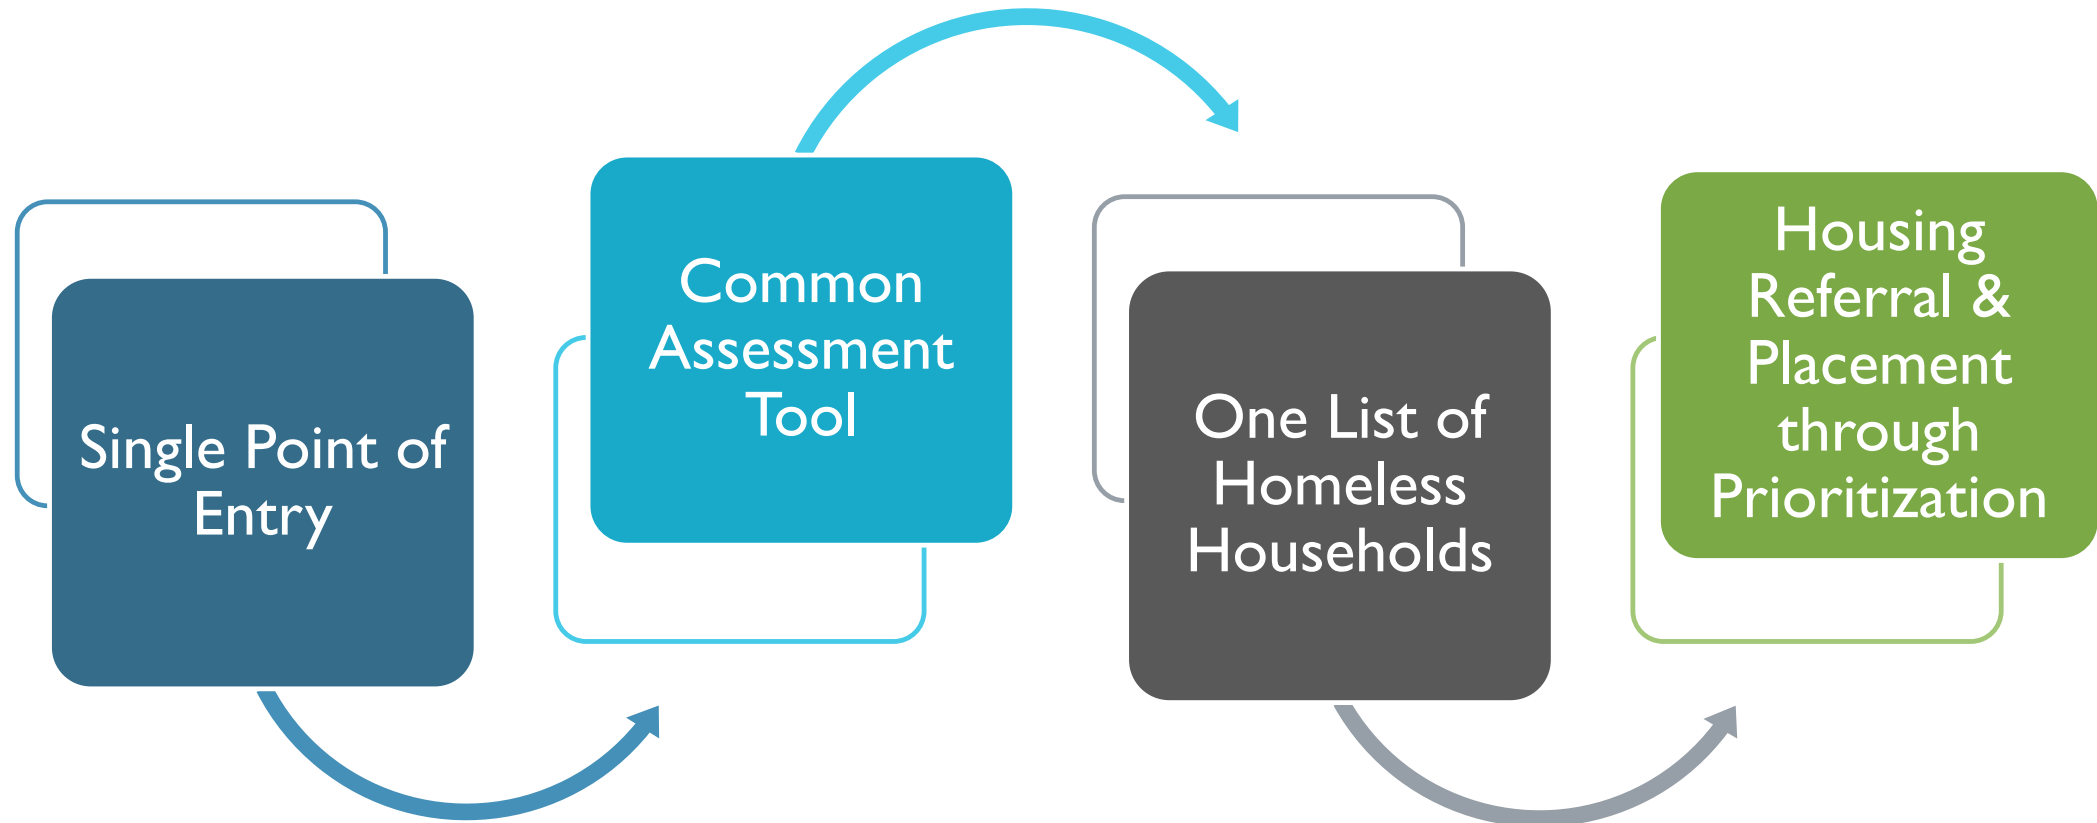 Single Point of
Entry
Common
Assessment
Tool
One List of
Homeless
Households
Housing
Referral &
Placement
through
Prioritization